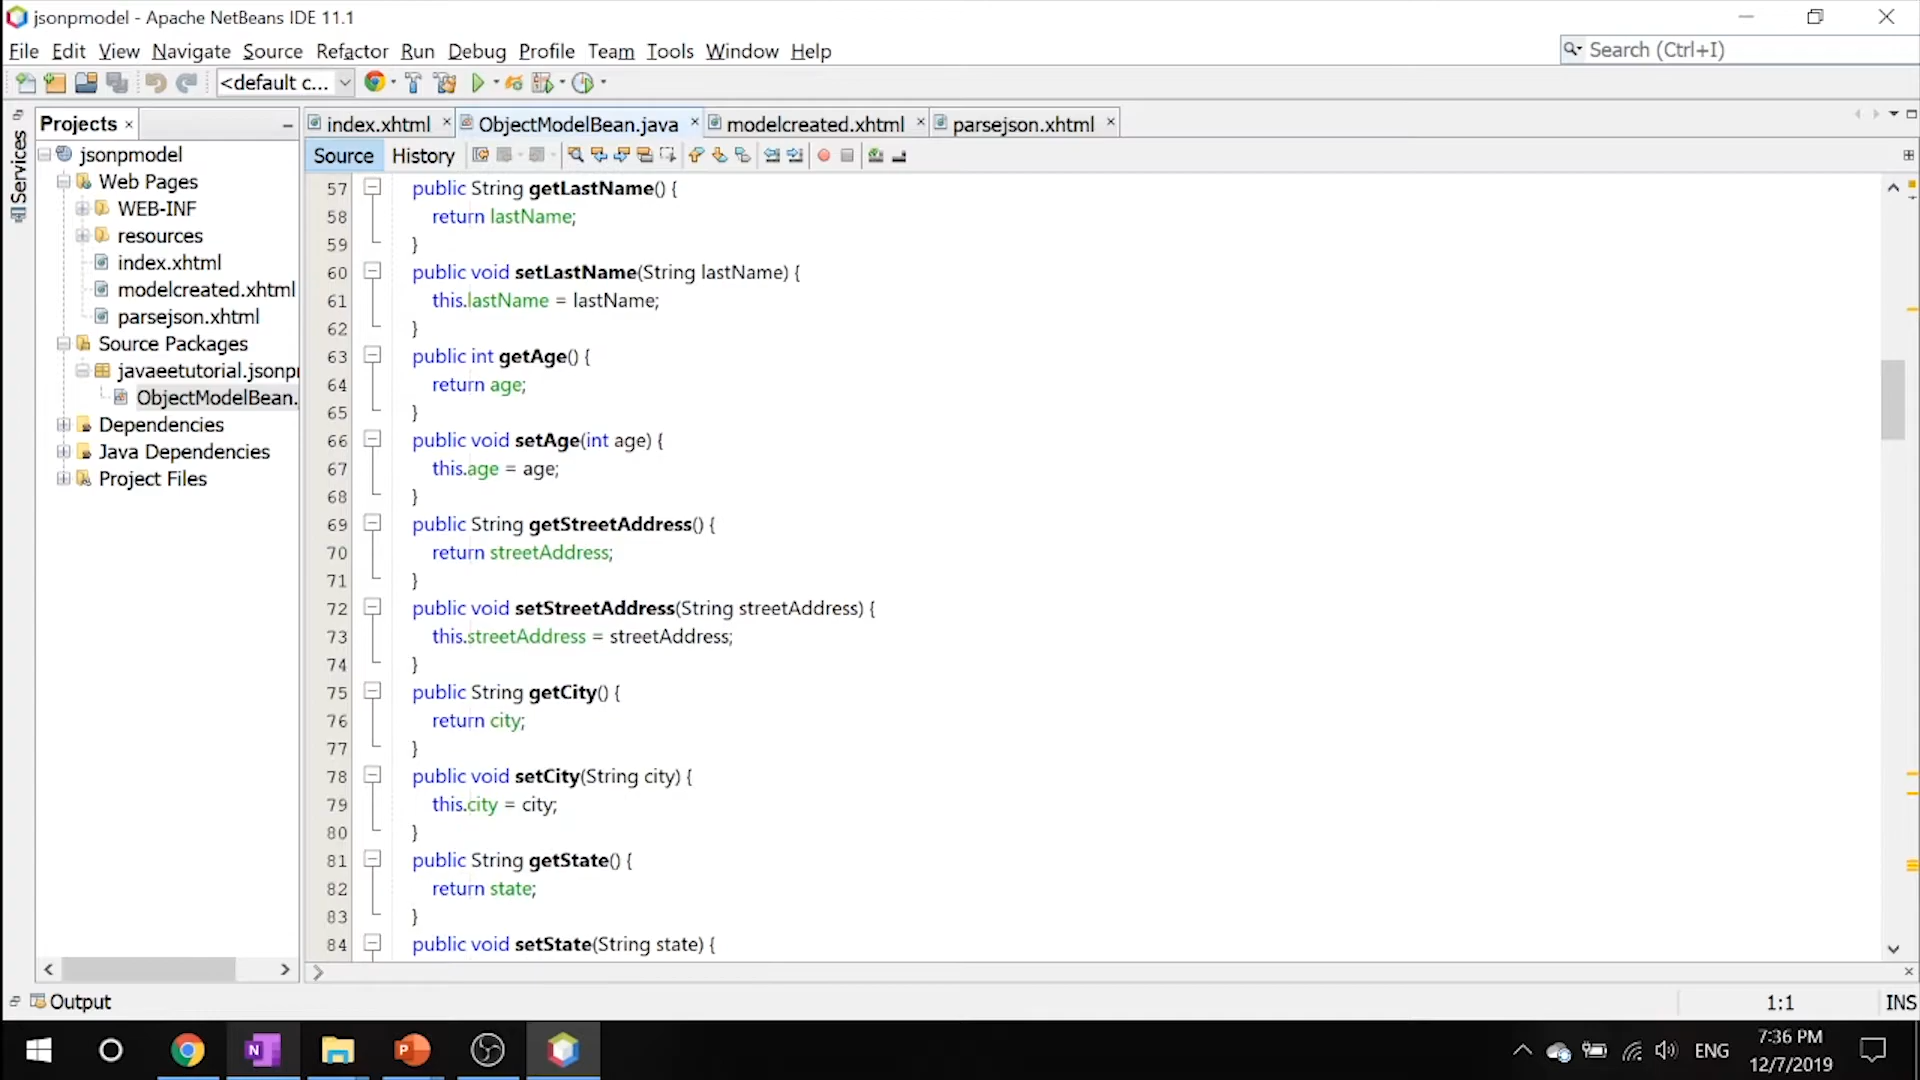 jsonpmodel - Apache NetBeans IDE 11.1
File Edit View Navigate Source Refactor Run Debug Profile Team Tools Window Help
Search (Ctrl+I)
<default c...
Services
Projects
jsonpmodel
Web Pages
WEB-INF
resources
index.xhtml
modelcreated.xhtml
parsejson.xhtml
Source Packages
javaeetutorial.jsonp
ObjectModelBean.
Dependencies
Java Dependencies
Project Files
index.xhtml ObjectModelBean.java modelcreated.xhtml parsejson.xhtml
Source History
57 public String getLastName() {
58 return lastName;
59 }
60 public void setLastName(String lastName) {
61 this.lastName = lastName;
62 }
63 public int getAge() {
64 return age;
65 }
66 public void setAge(int age) {
67 this.age = age;
68 }
69 public String getStreetAddress() {
70 return streetAddress;
71 }
72 public void setStreetAddress(String streetAddress) {
73 this.streetAddress = streetAddress;
74 }
75 public String getCity() {
76 return city;
77 }
78 public void setCity(String city) {
79 this.city = city;
80 }
81 public String getState() {
82 return state;
83 }
84 public void setState(String state) {
Output
1:1 INS
N P
ENG
7:36 PM
12/7/2019